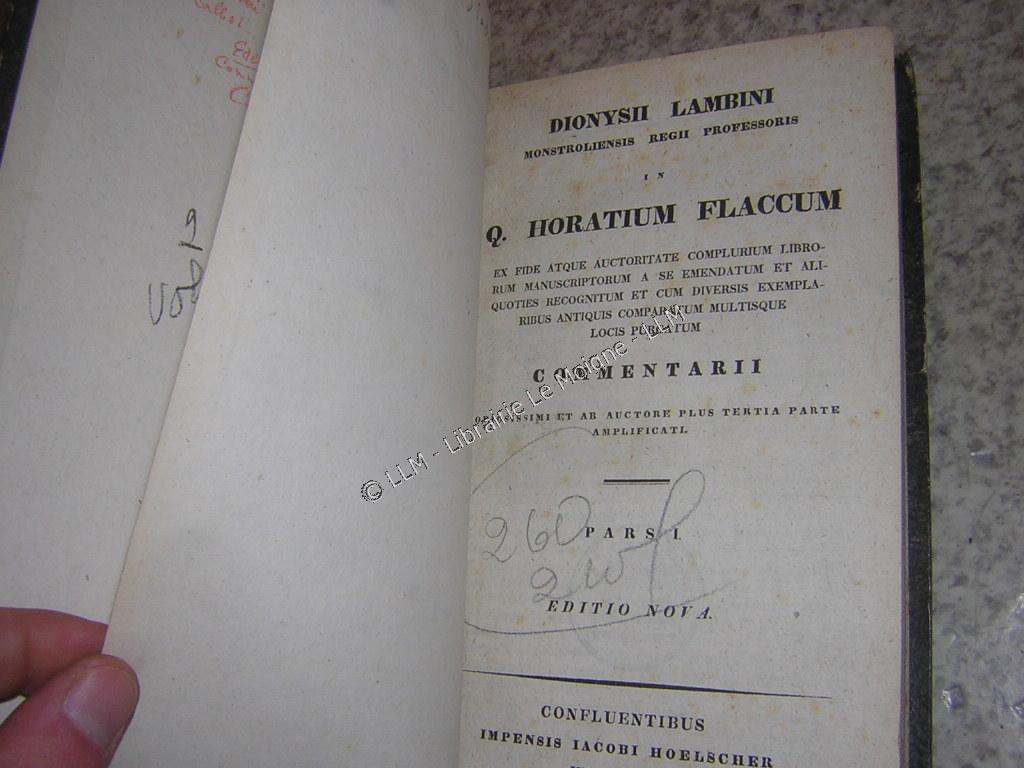 DIONYSII LAMBINI
MONSTROLIENSIS REGII PROFESSORIS
IN
Q. HORATIUM FLACCUM
EX FIDE ATQUE AUCTORITATE COMPLURIUM LIBRO-
RUM MANUSCRIPTORUM A SE EMENDATUM ET ALI-
QUOTIES RECOGNITUM ET CUM DIVERSIS EXEMPLA-
RIBUS ANTIQUIS COMPARATUM MULTISQUE
LOCIS PURGATUM
COMMENTARII
COPIOSISSIMI ET AB AUCTORE PLUS TERTIA PARTE
AMPLIFICATI.
260
PARS I
EDITIO NOVA.
CONFLUENTIBUS
IMPENSIS IACOBI HOELSCHER
© LLM - Librairie Le Moigne - LLM